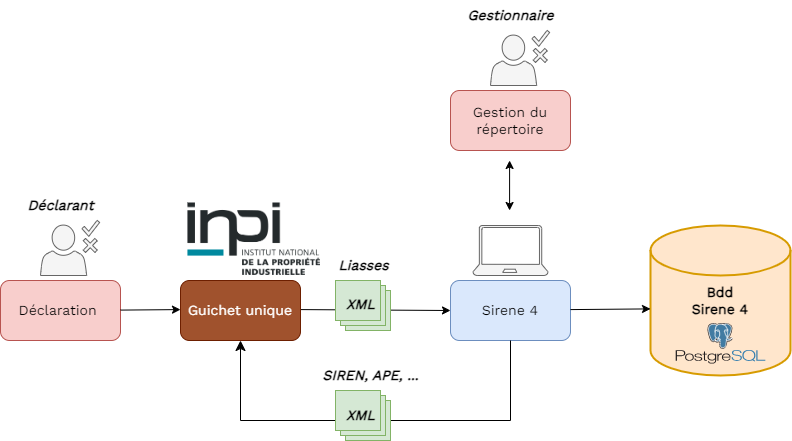 Gestionnaire
Gestion du
répertoire
Déclarant
inpi
INSTITUT NATIONAL
DE LA PROPRIÉTÉ
INDUSTRIELLE
Liasses
Déclaration
Guichet unique
XML
Sirene 4
Bdd
Sirene 4
PostgreSQL
SIREN, APE, ...
XML